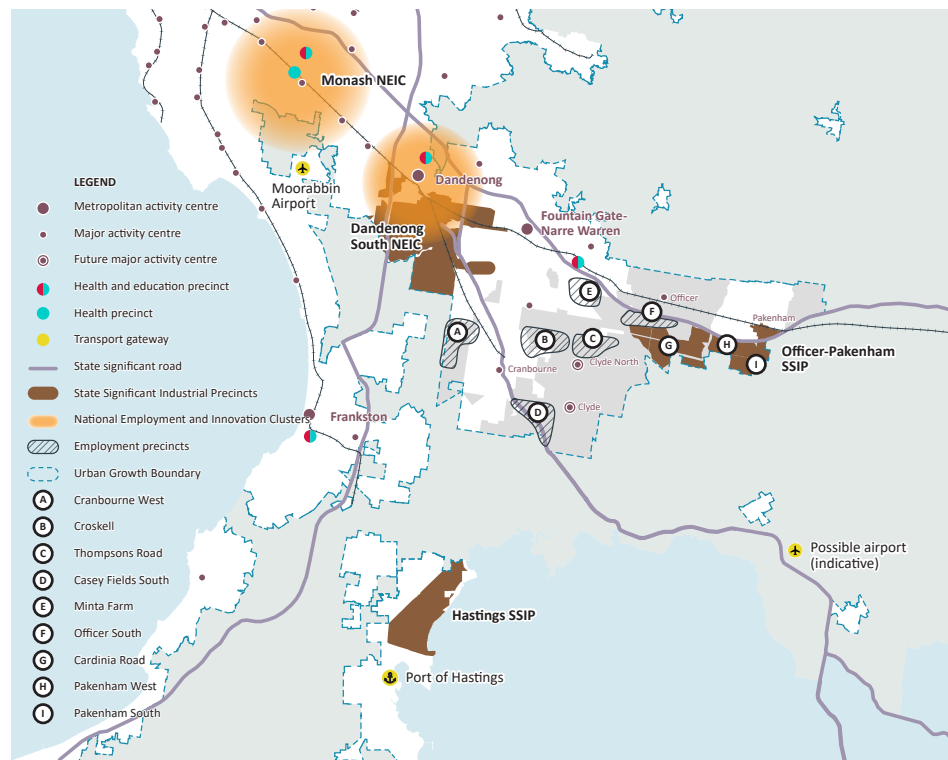 Monash NEIC
Moorabbin
Airport
Dandenong
Dandenong
South NEIC
Fountain Gate-
Narre Warren
LEGEND
Metropolitan activity centre
Major activity centre
Future major activity centre
Health and education precinct
Health precinct
Transport gateway
State significant road
State Significant Industrial Precincts
National Employment and Innovation Clusters
Employment precincts
Urban Growth Boundary
A Cranbourne West
B Croskell
C Thompsons Road
D Casey Fields South
E Minta Farm
F Officer South
G Cardinia Road
H Pakenham West
I Pakenham South
E
Officer
F
Pakenham
A
B
C
G
H
I
Officer-Pakenham
SSIP
Cranbourne
Clyde North
D
Clyde
Frankston
Possible airport
(indicative)
Hastings SSIP
Port of Hastings